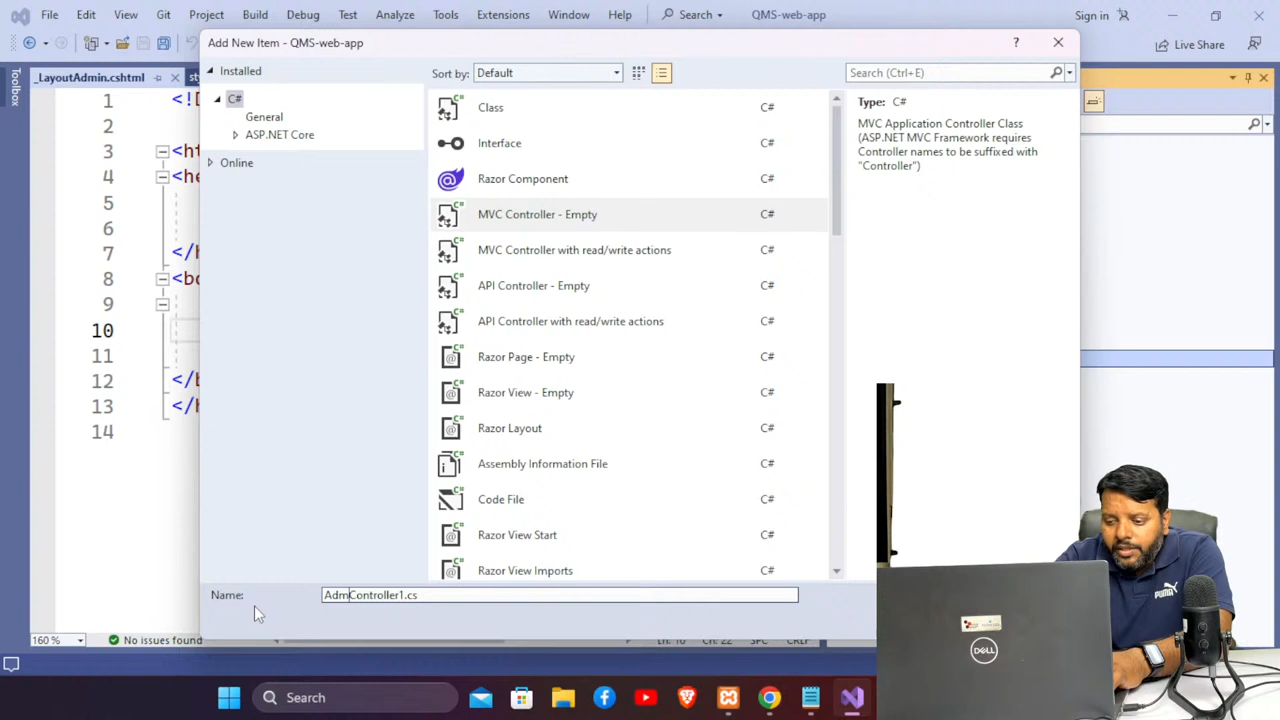 File Edit View Git Project Build Debug Test Analyze Tools Extensions Window Help Search QMS-web-app Sign in
Live Share
Add New Item - QMS-web-app
_LayoutAdmin.cshtml
Toolbox
Installed
C#
General
ASP.NET Core
Online
Sort by: Default
Search (Ctrl+E)
Class C#
Interface C#
Razor Component C#
MVC Controller - Empty C#
MVC Controller with read/write actions C#
API Controller - Empty C#
API Controller with read/write actions C#
Razor Page - Empty C#
Razor View - Empty C#
Razor Layout C#
Assembly Information File C#
Code File C#
Razor View Start C#
Razor View Imports C#
Type: C#
MVC Application Controller Class
(ASP.NET MVC Framework requires
Controller names to be suffixed with
"Controller")
1
2
3
4
5
6
7
8
9
10
11
12
13
14
Name: AdmController1.cs
160 % No issues found
Search
DELL
PUMA